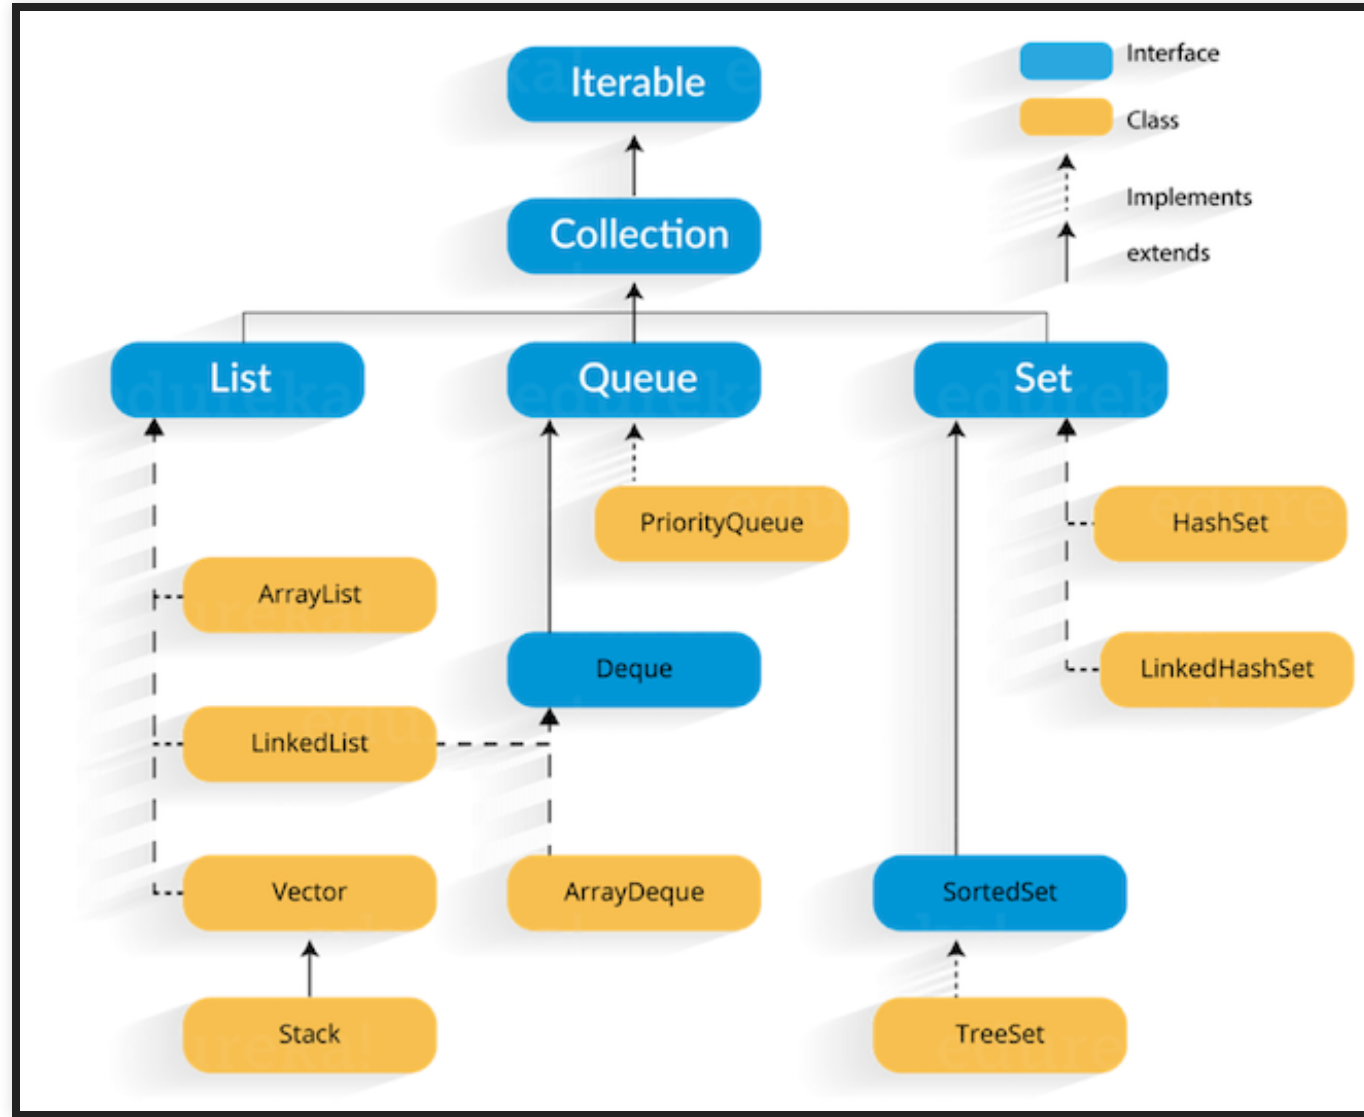 Iterable
Interface
Class
Implements
extends
Collection
List
Queue
Set
PriorityQueue
HashSet
ArrayList
Deque
LinkedHashSet
LinkedList
Vector
ArrayDeque
SortedSet
Stack
TreeSet